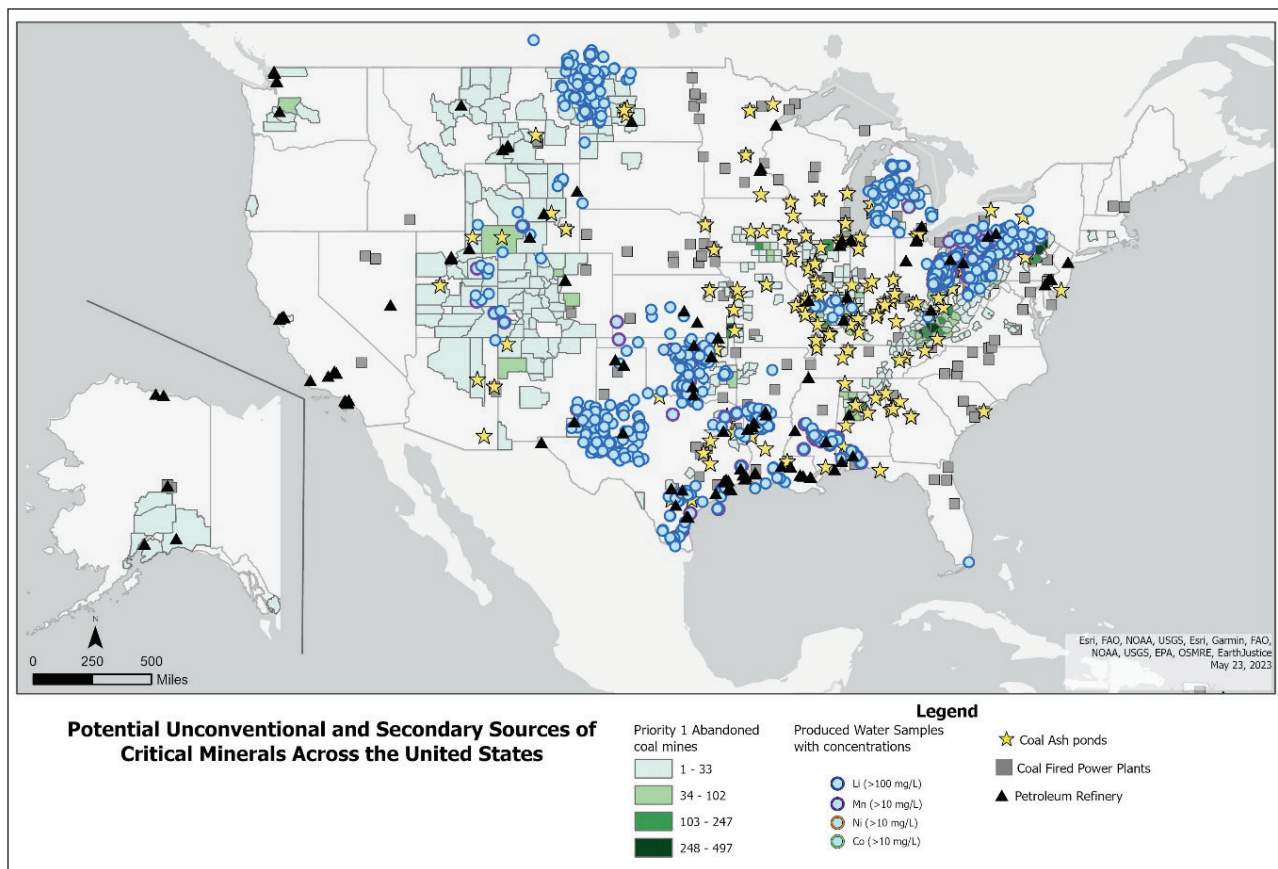 N
0 250 500
Miles
Esri, FAO, NOAA, USGS, Esri, Garmin, FAO,
NOAA, USGS, EPA, OSMRE, EarthJustice
May 23, 2023
Potential Unconventional and Secondary Sources of
Critical Minerals Across the United States
Legend
Priority 1 Abandoned
coal mines
1 - 33
34 - 102
103 - 247
248 - 497
Produced Water Samples
with concentrations
Li (>100 mg/L)
Mn (>10 mg/L)
Ni (>10 mg/L)
Co (>10 mg/L)
Coal Ash ponds
Coal Fired Power Plants
Petroleum Refinery